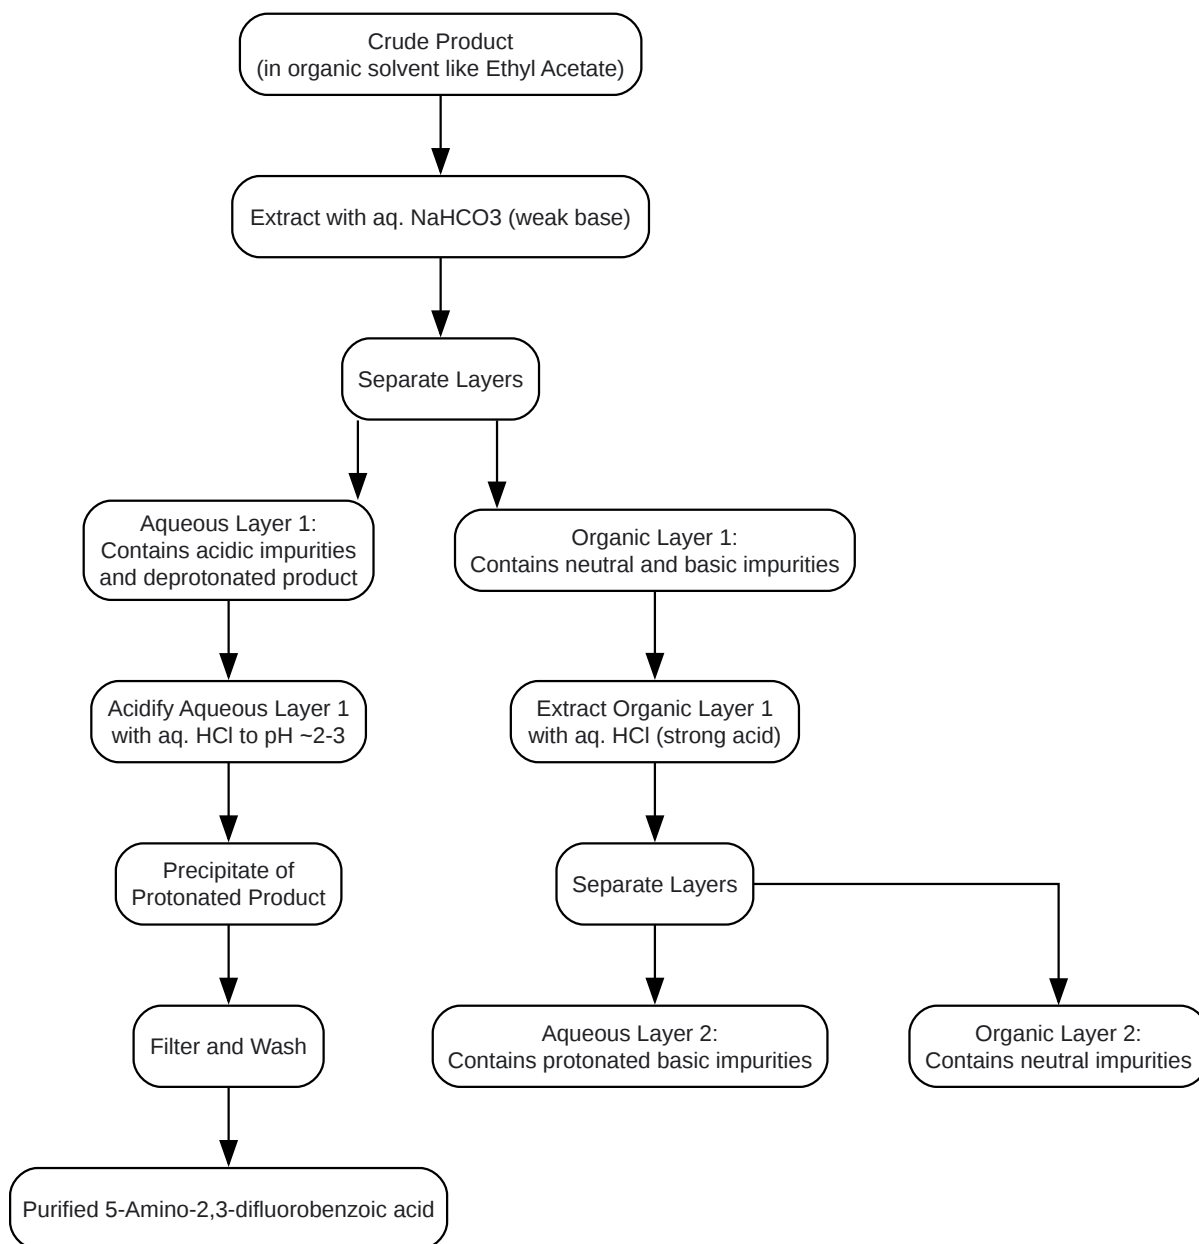 Crude Product
(in organic solvent like Ethyl Acetate)
Extract with aq. NaHCO3 (weak base)
Separate Layers
Aqueous Layer 1:
Contains acidic impurities
and deprotonated product
Organic Layer 1:
Contains neutral and basic impurities
Acidify Aqueous Layer 1
with aq. HCl to pH ~2-3
Extract Organic Layer 1
with aq. HCl (strong acid)
Precipitate of
Protonated Product
Separate Layers
Filter and Wash
Aqueous Layer 2:
Contains protonated basic impurities
Organic Layer 2:
Contains neutral impurities
Purified 5-Amino-2,3-difluorobenzoic acid